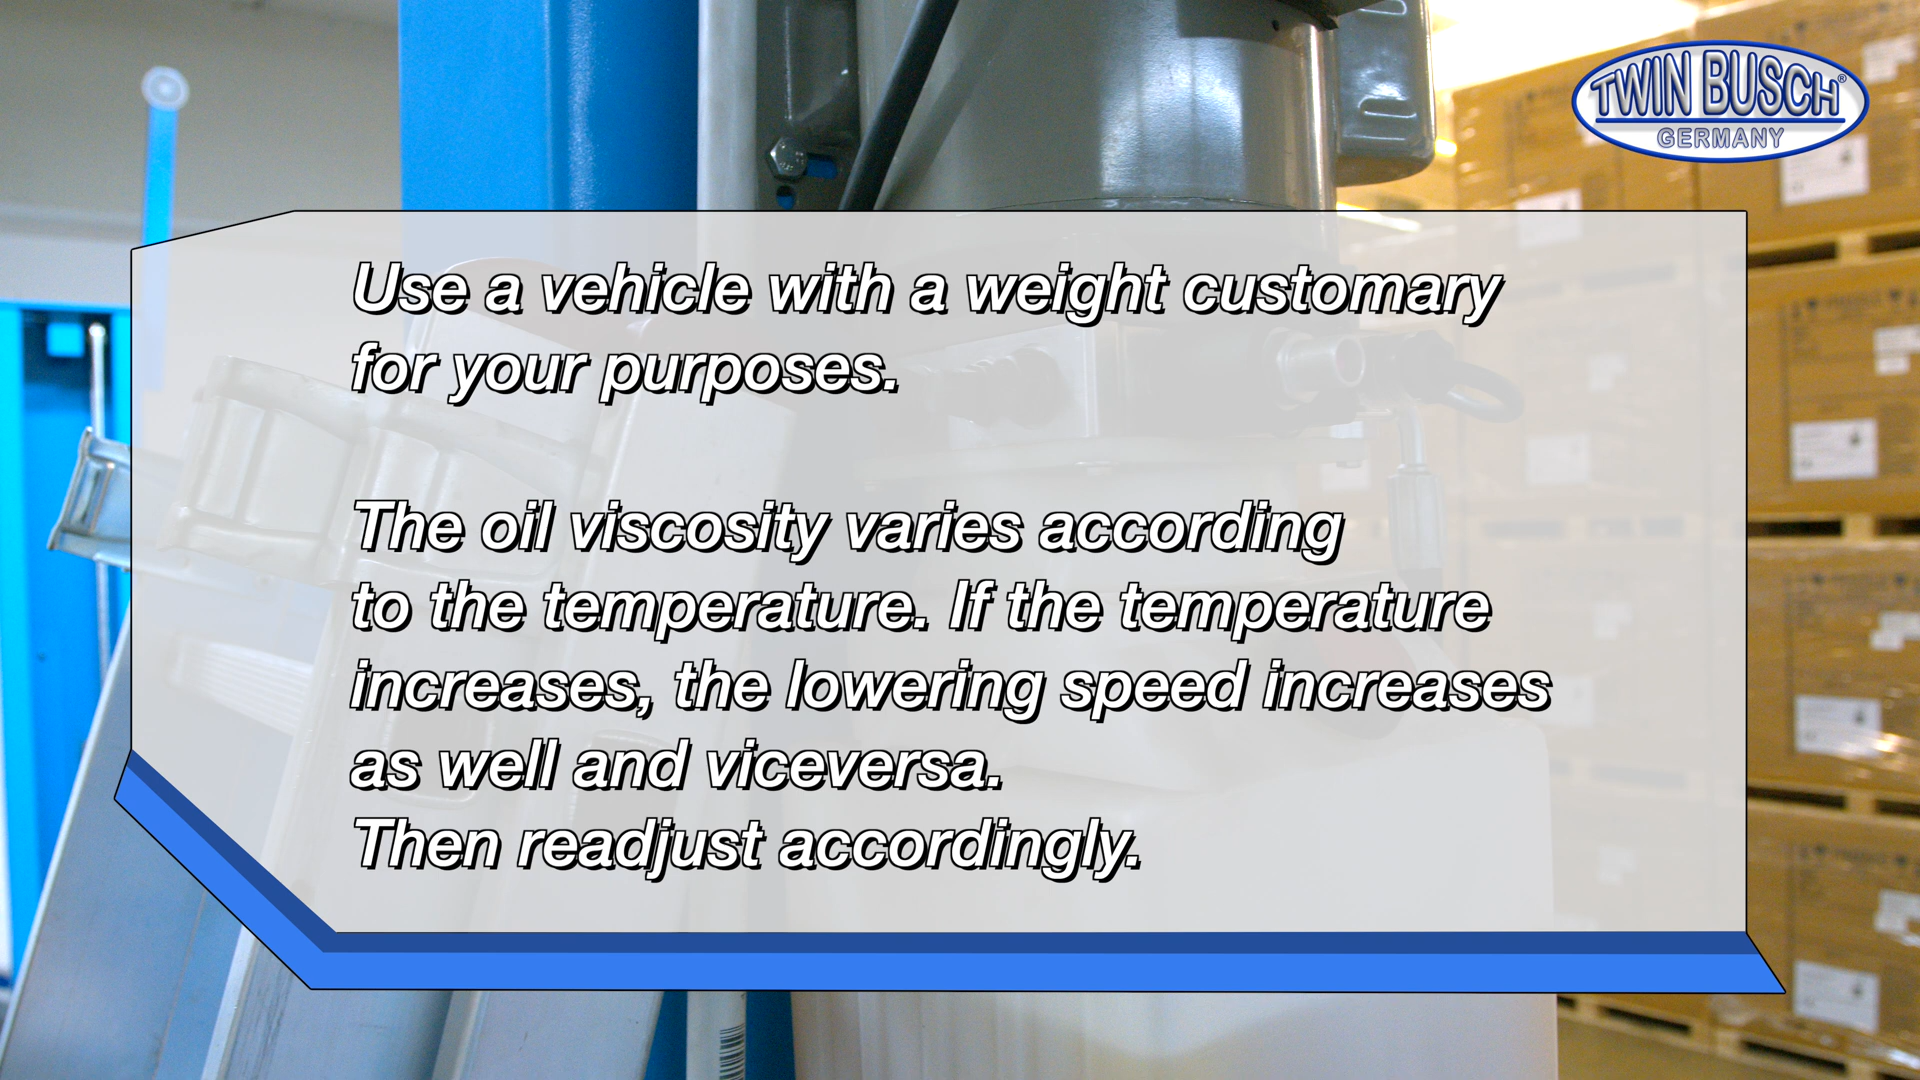 TWIN BUSCH®
GERMANY
Use a vehicle with a weight customary
for your purposes.
The oil viscosity varies according
to the temperature. If the temperature
increases, the lowering speed increases
as well and viceversa.
Then readjust accordingly.